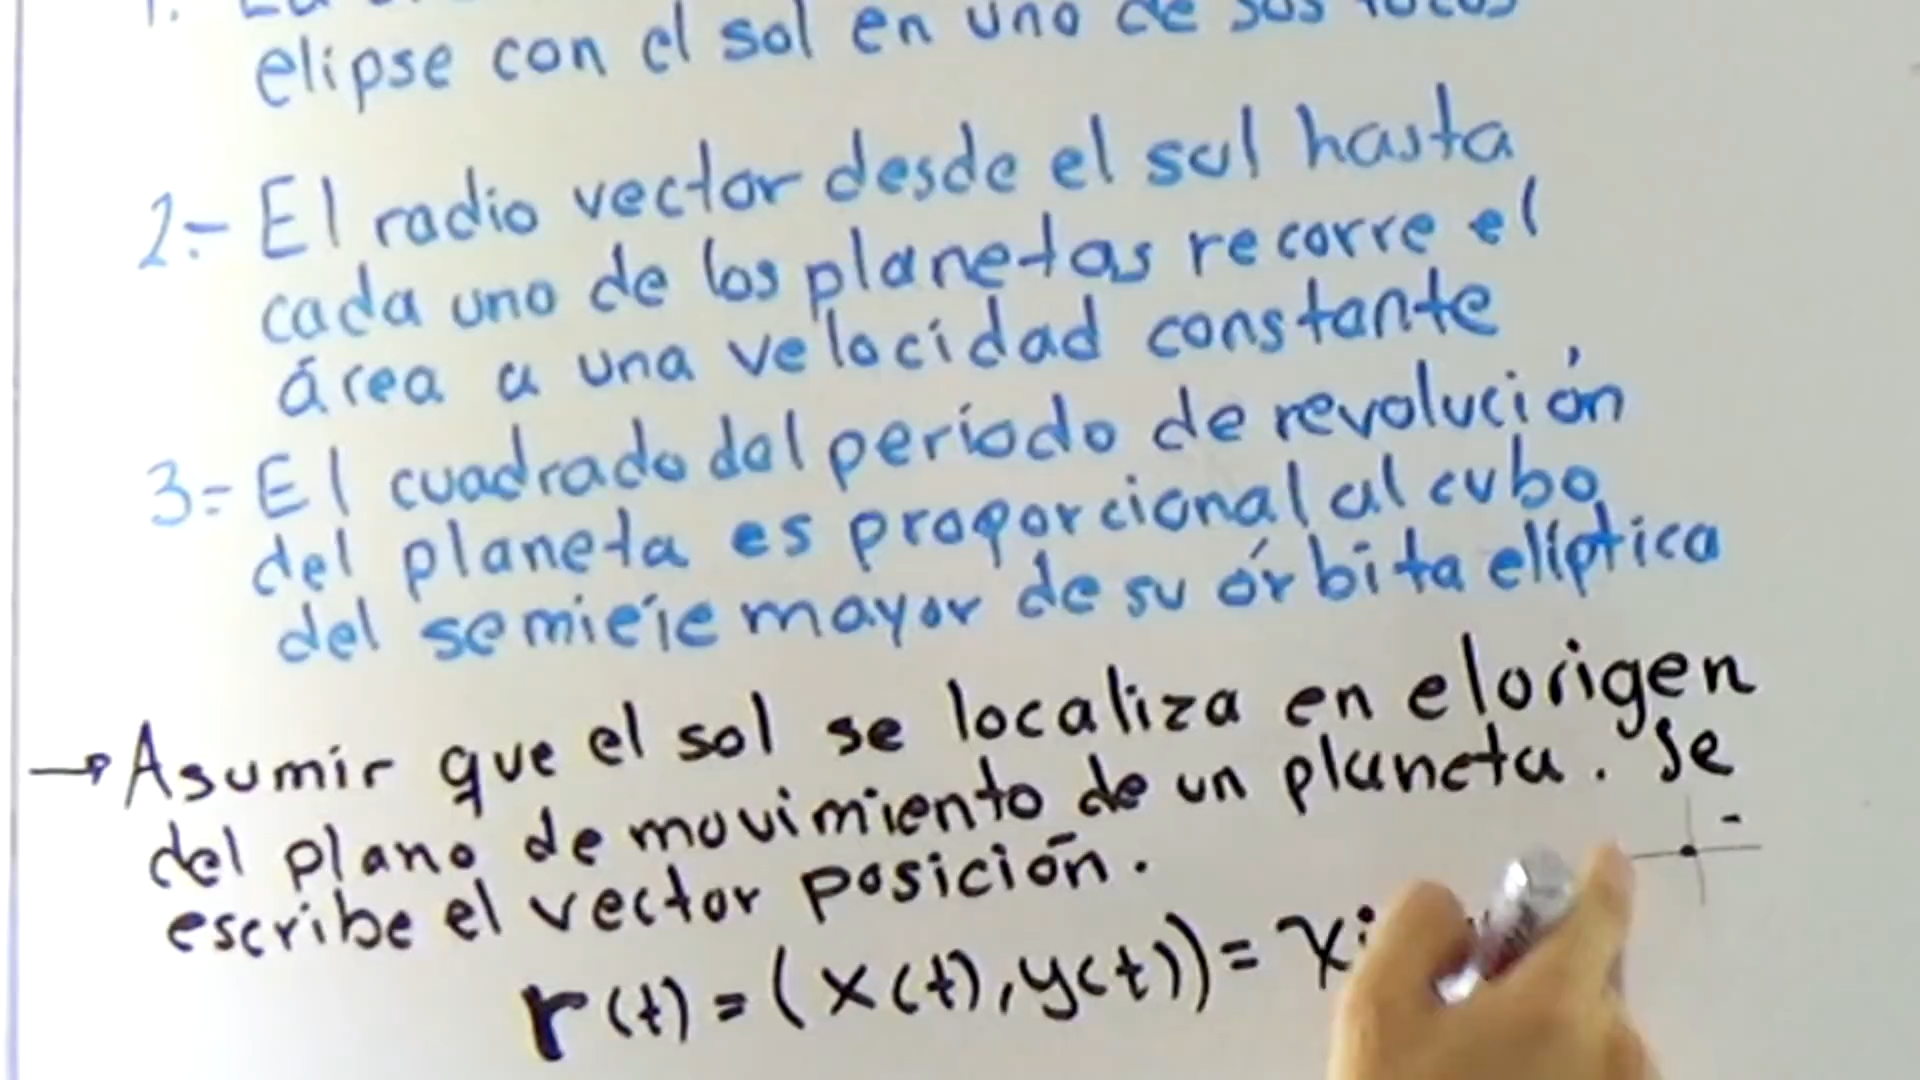 elipse con el sol en uno de sus focos
2.- El radio vector desde el sol hasta
cada uno de los planetas recorre el
área a una velocidad constante
3.- El cuadrado del período de revolución
del planeta es proporcional al cubo
del semieje mayor de su órbita elíptica
→ Asumir que el sol se localiza en el origen
del plano de movimiento de un planeta. Se
escribe el vector posición.
r(t) = (x(t), y(t)) = xi